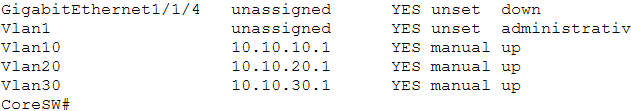 GigabitEthernet1/1/4   unassigned      YES unset  down
Vlan1                  unassigned      YES unset  administrativ
Vlan10                 10.10.10.1      YES manual up
Vlan20                 10.10.20.1      YES manual up
Vlan30                 10.10.30.1      YES manual up
CoreSW#